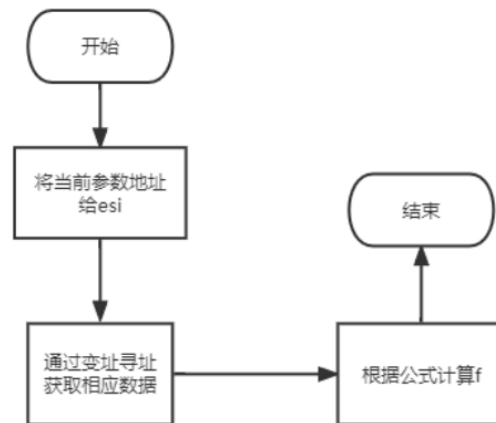 开始
将当前参数地址
给esi
通过变址寻址
获取相应数据
根据公式计算f
结束